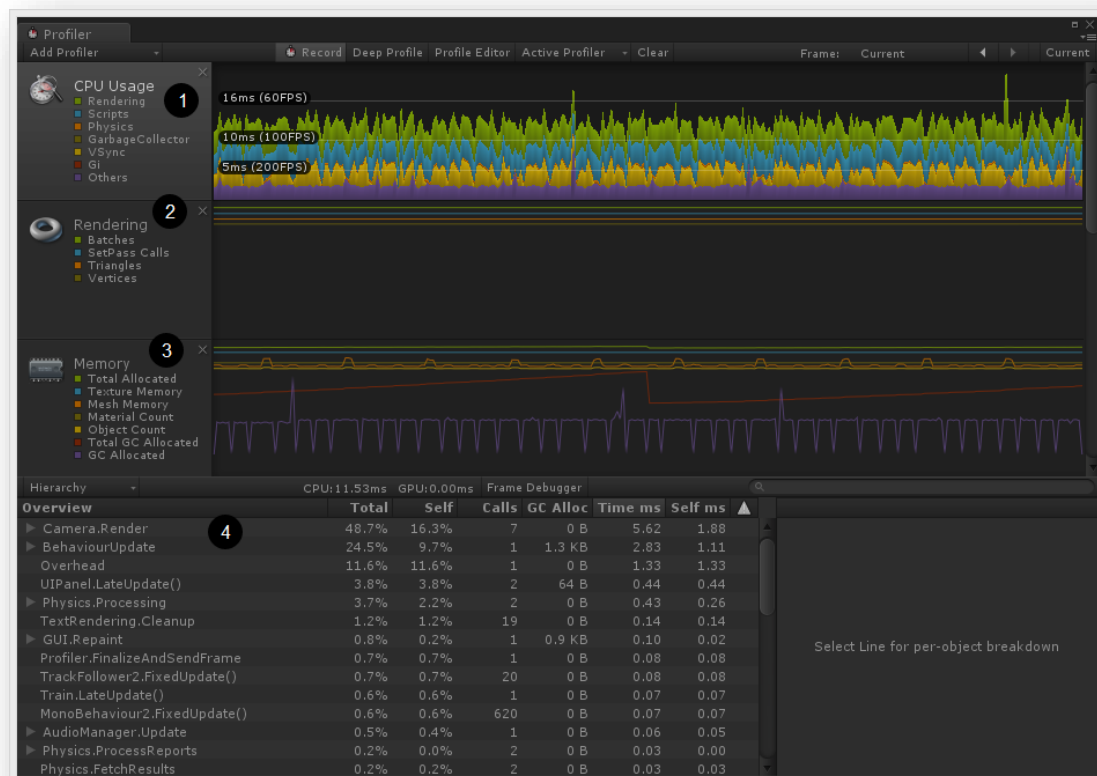 Profiler
Add Profiler Record Deep Profile Profile Editor Active Profiler Clear Frame: Current Current
CPU Usage
1
Rendering
Scripts
Physics
GarbageCollector
VSync
Gi
Others
16ms (60FPS)
10ms (100FPS)
5ms (200FPS)
2
Rendering
Batches
SetPass Calls
Triangles
Vertices
3
Memory
Total Allocated
Texture Memory
Mesh Memory
Material Count
Object Count
Total GC Allocated
GC Allocated
Hierarchy CPU:11.53ms GPU:0.00ms Frame Debugger
Overview Total Self Calls GC Alloc Time ms Self ms
4
Camera.Render 48.7% 16.3% 7 0 B 5.62 1.88
BehaviourUpdate 24.5% 9.7% 1 1.3 KB 2.83 1.11
Overhead 11.6% 11.6% 1 0 B 1.33 1.33
UIPanel.LateUpdate() 3.8% 3.8% 2 64 B 0.44 0.44
Physics.Processing 3.7% 2.2% 2 0 B 0.43 0.26
TextRendering.Cleanup 1.2% 1.2% 19 0 B 0.14 0.14
GUI.Repaint 0.8% 0.2% 1 0.9 KB 0.10 0.02
Profiler.FinalizeAndSendFrame 0.7% 0.7% 1 0 B 0.08 0.08
TrackFollower2.FixedUpdate() 0.7% 0.7% 20 0 B 0.08 0.08
Train.LateUpdate() 0.6% 0.6% 1 0 B 0.07 0.07
MonoBehaviour2.FixedUpdate() 0.6% 0.6% 620 0 B 0.07 0.07
AudioManager.Update 0.5% 0.4% 1 0 B 0.06 0.05
Physics.ProcessReports 0.2% 0.0% 2 0 B 0.03 0.00
Physics.FetchResults 0.2% 0.2% 2 0 B 0.03 0.03
Select Line for per-object breakdown